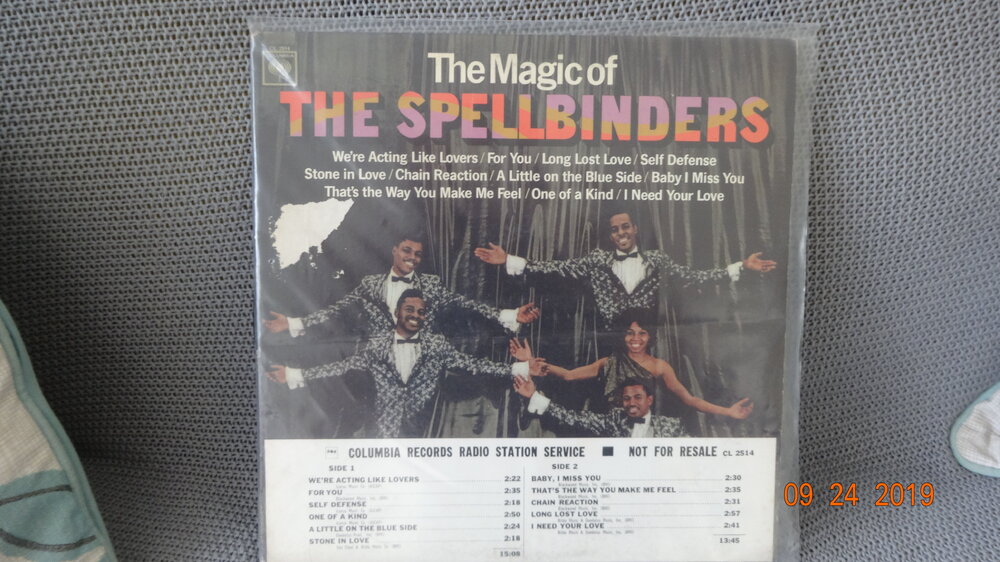 CL 2514
The Magic of
THE SPELLBINDERS
We're Acting Like Lovers / For You / Long Lost Love / Self Defense
Stone in Love / Chain Reaction / A Little on the Blue Side / Baby I Miss You
That's the Way You Make Me Feel / One of a Kind / I Need Your Love
COLUMBIA RECORDS RADIO STATION SERVICE ■ NOT FOR RESALE CL 2514
SIDE 1
WE'RE ACTING LIKE LOVERS 2:22
FOR YOU 2:35
SELF DEFENSE 2:18
ONE OF A KIND 2:50
A LITTLE ON THE BLUE SIDE 2:24
STONE IN LOVE 2:18
15:08
SIDE 2
BABY, I MISS YOU 2:30
THAT'S THE WAY YOU MAKE ME FEEL 2:35
CHAIN REACTION 2:31
LONG LOST LOVE 2:57
I NEED YOUR LOVE 2:41
13:45
09 24 2019